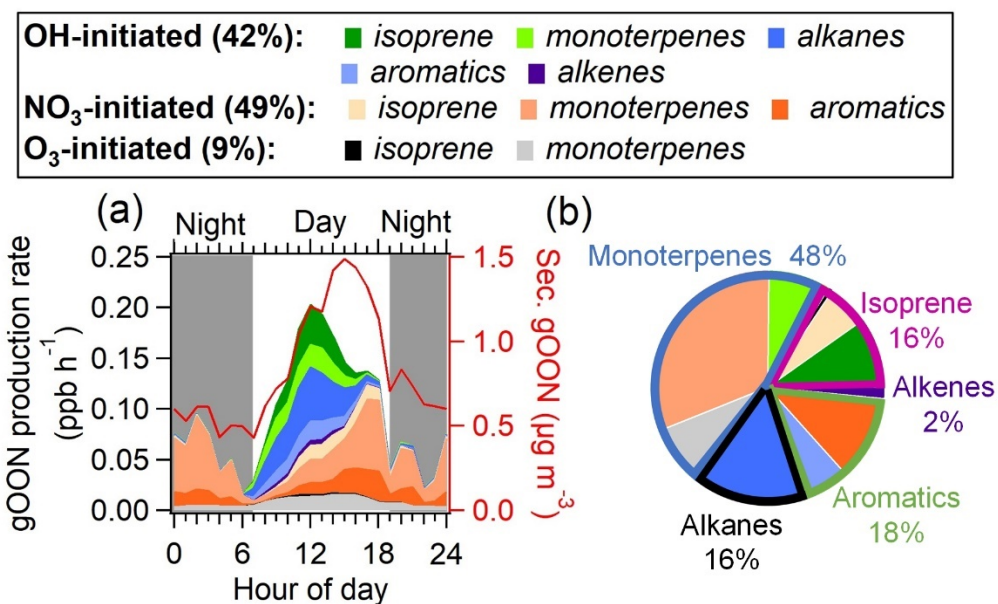 OH-initiated (42%): isoprene monoterpenes alkanes
aromatics alkenes
NO₃-initiated (49%): isoprene monoterpenes aromatics
O₃-initiated (9%): isoprene monoterpenes
(a)
Night Day Night
gOON production rate
(ppb h⁻¹)
0.25
0.20
0.15
0.10
0.05
0.00
1.5
1.0
0.5
0.0
Sec. gOON (µg m⁻³)
0 6 12 18 24
Hour of day
(b)
Monoterpenes 48%
Isoprene
16%
Alkenes
2%
Aromatics
18%
Alkanes
16%